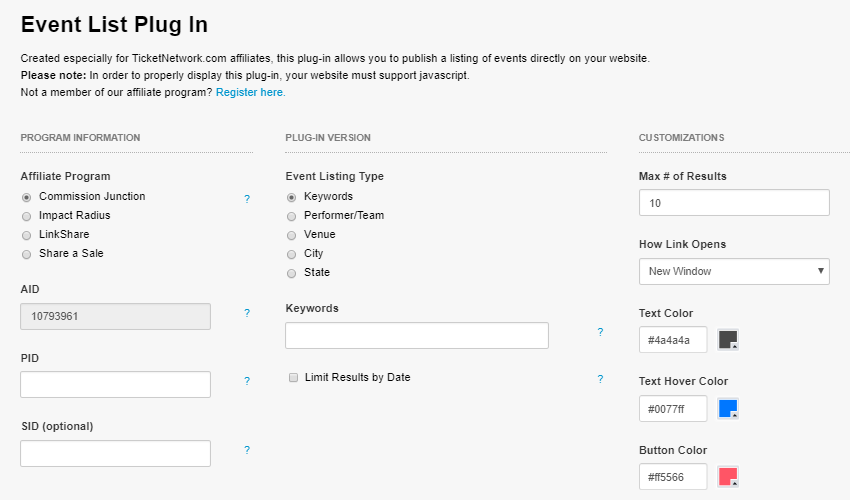 Event List Plug In
Created especially for TicketNetwork.com affiliates, this plug-in allows you to publish a listing of events directly on your website.
Please note: In order to properly display this plug-in, your website must support javascript.
Not a member of our affiliate program? Register here.
PROGRAM INFORMATION
Affiliate Program
Commission Junction
?
Impact Radius
LinkShare
Share a Sale
AID
10793961
?
PID
?
SID (optional)
?
PLUG-IN VERSION
Event Listing Type
Keywords
Performer/Team
Venue
City
State
Keywords
?
Limit Results by Date
?
CUSTOMIZATIONS
Max # of Results
10
How Link Opens
New Window
Text Color
#4a4a4a
Text Hover Color
#0077ff
Button Color
#ff5566